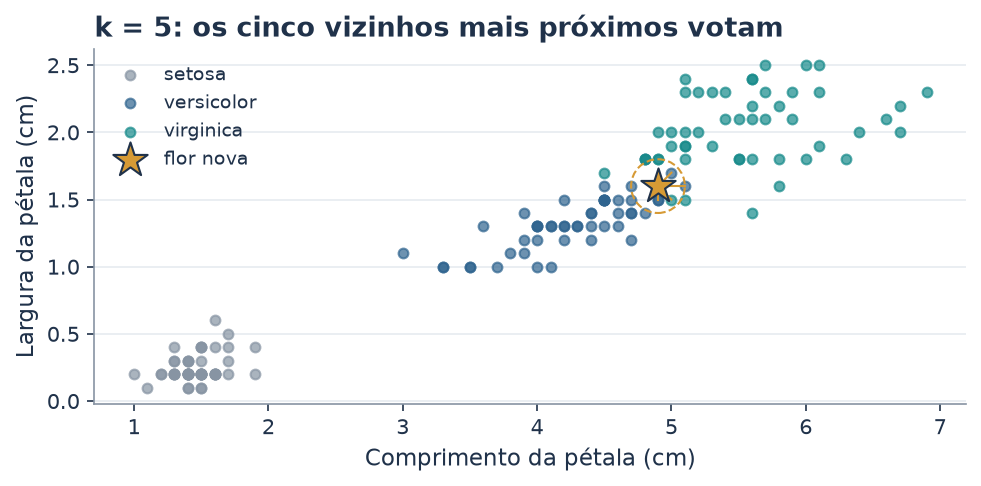 k = 5: os cinco vizinhos mais próximos votam
setosa
versicolor
virginica
flor nova
Largura da pétala (cm)
2.5
2.0
1.5
1.0
0.5
0.0
1 2 3 4 5 6 7
Comprimento da pétala (cm)